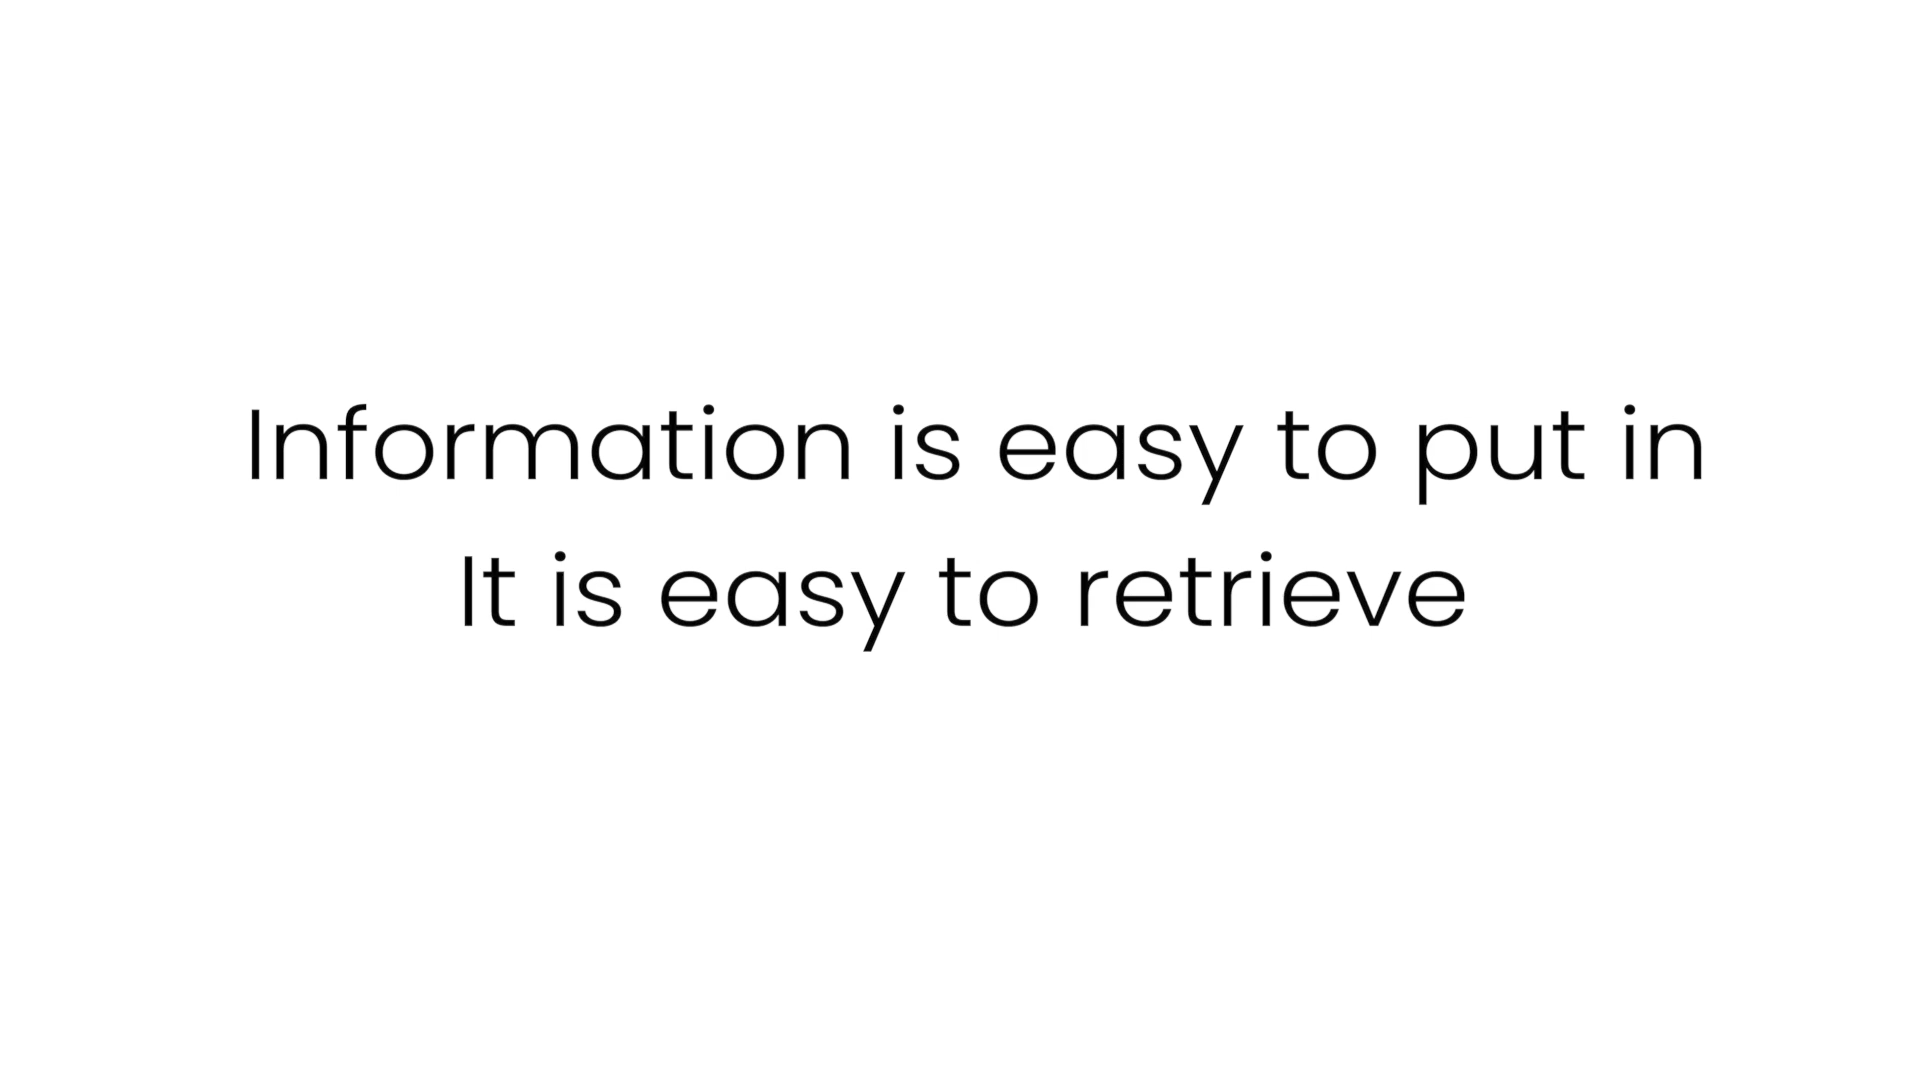 Information is easy to put in
It is easy to retrieve